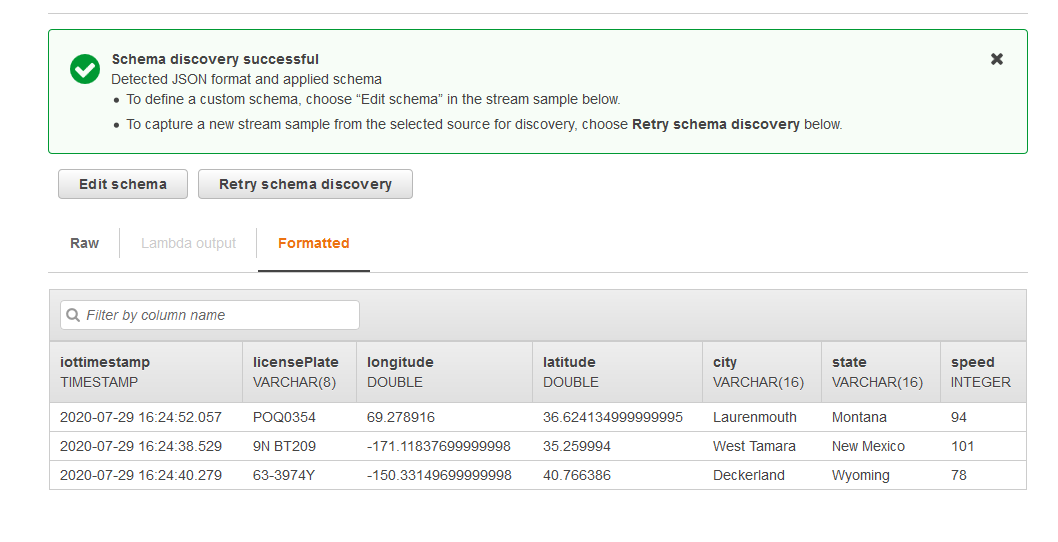 Schema discovery successful
Detected JSON format and applied schema
• To define a custom schema, choose “Edit schema” in the stream sample below.
• To capture a new stream sample from the selected source for discovery, choose Retry schema discovery below.
Edit schema Retry schema discovery
Raw Lambda output Formatted
Filter by column name
iottimestamp licensePlate longitude latitude city state speed
TIMESTAMP VARCHAR(8) DOUBLE DOUBLE VARCHAR(16) VARCHAR(16) INTEGER
2020-07-29 16:24:52.057 POQ0354 69.278916 36.624134999999995 Laurenmouth Montana 94
2020-07-29 16:24:38.529 9N BT209 -171.11837699999998 35.259994 West Tamara New Mexico 101
2020-07-29 16:24:40.279 63-3974Y -150.33149699999998 40.766386 Deckerland Wyoming 78